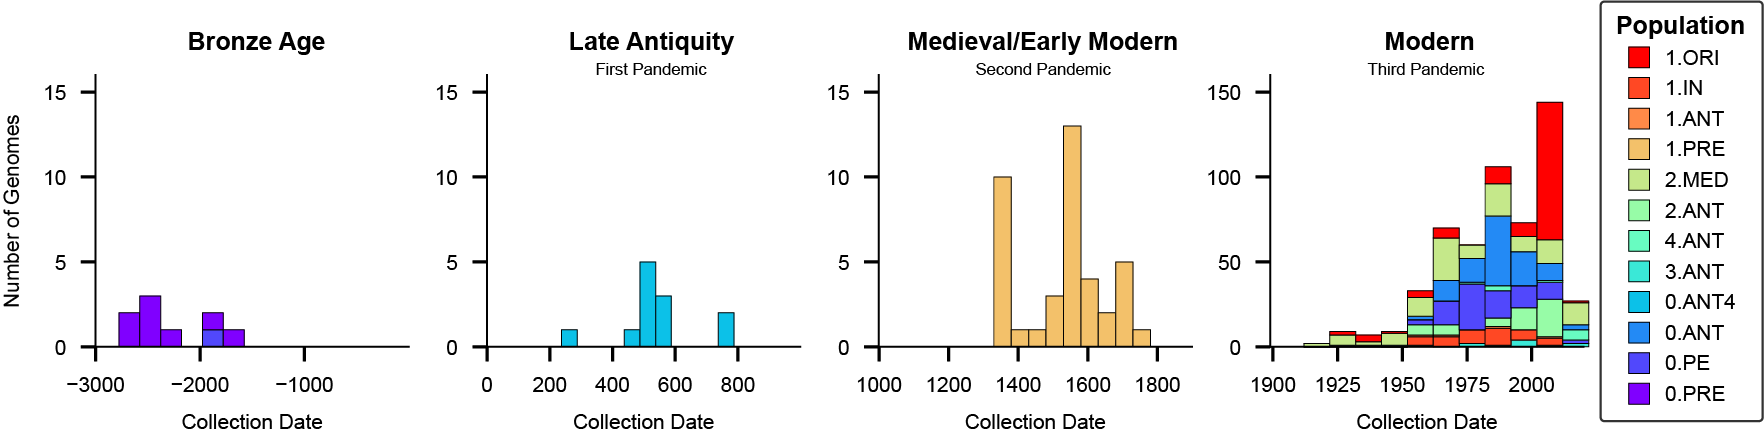 Bronze Age
Late Antiquity
First Pandemic
Medieval/Early Modern
Second Pandemic
Modern
Third Pandemic
Number of Genomes
15
10
5
0
−3000
−2000
−1000
Collection Date
15
10
5
0
0
200
400
600
800
Collection Date
15
10
5
0
1000
1200
1400
1600
1800
Collection Date
150
100
50
0
1900
1925
1950
1975
2000
Collection Date
Population
1.ORI
1.IN
1.ANT
1.PRE
2.MED
2.ANT
4.ANT
3.ANT
0.ANT4
0.ANT
0.PE
0.PRE